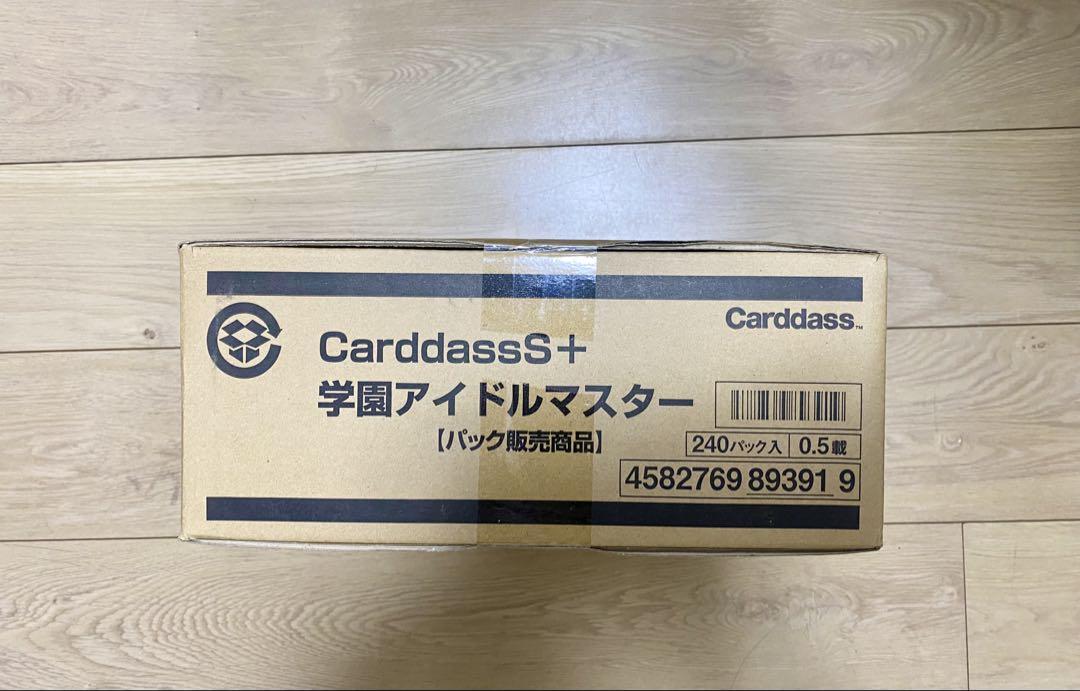 Carddass™
CarddassS＋
学園アイドルマスター
【パック販売商品】
240パック入 0.5載
4582769 89391 9